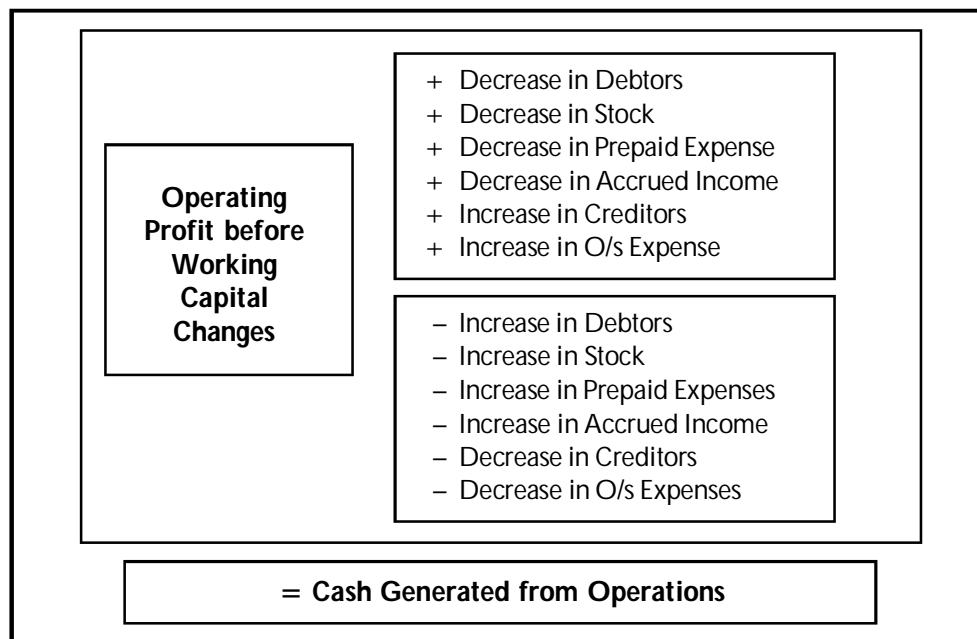 Operating
Profit before
Working
Capital
Changes
+ Decrease in Debtors
+ Decrease in Stock
+ Decrease in Prepaid Expense
+ Decrease in Accrued Income
+ Increase in Creditors
+ Increase in O/s Expense
– Increase in Debtors
– Increase in Stock
– Increase in Prepaid Expenses
– Increase in Accrued Income
– Decrease in Creditors
– Decrease in O/s Expenses
= Cash Generated from Operations